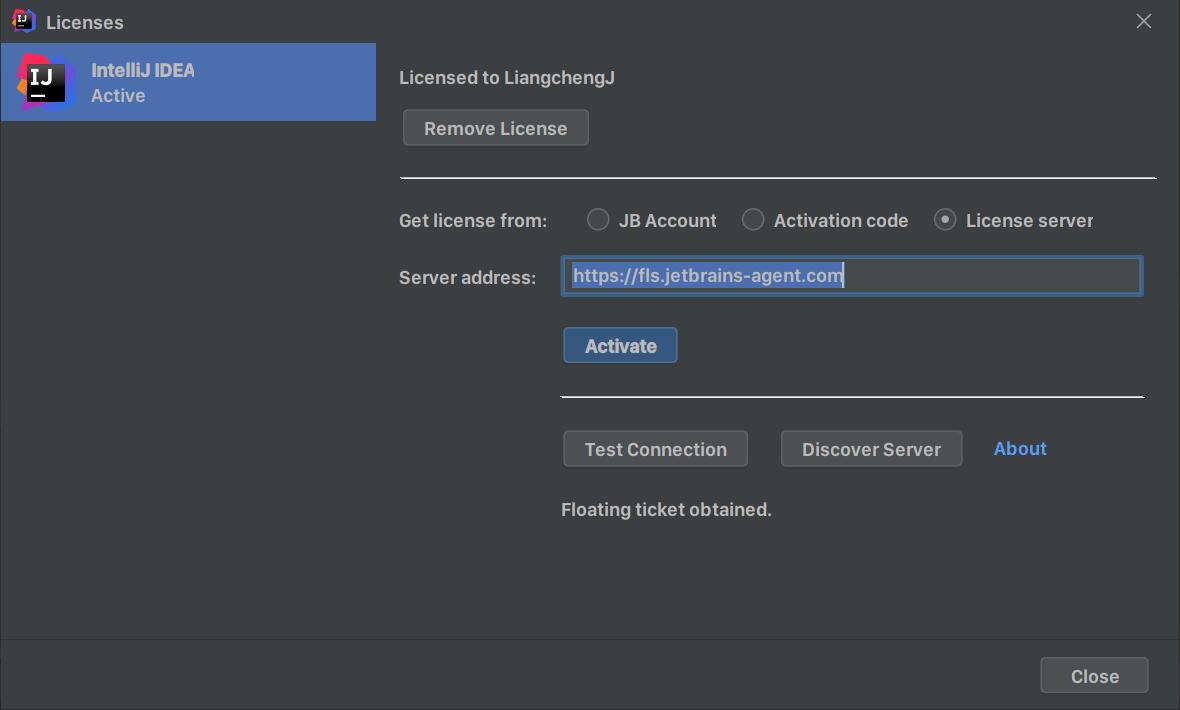 Licenses
IntelliJ IDEA
Active
IJ
Licensed to LiangchengJ
Remove License
Get license from: JB Account Activation code License server
Server address: https://fls.jetbrains-agent.com
Activate
Test Connection Discover Server About
Floating ticket obtained.
Close